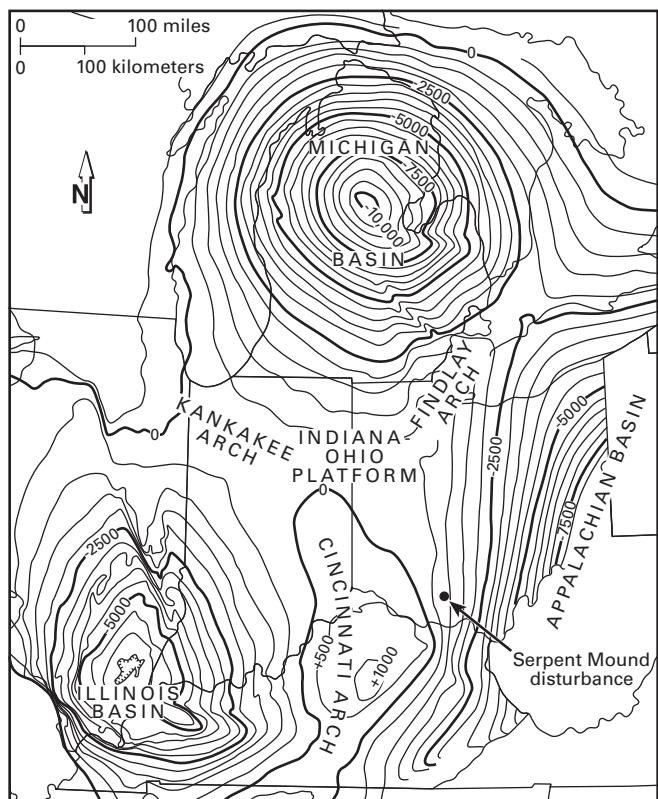 0 100 miles
0 100 kilometers
N
0
-2500
-5000
MICHIGAN
-7500
-10,000
BASIN
FINDLAY
ARCH
KANKAKEE
ARCH
0
INDIANA-
OHIO
PLATFORM
-2500
-5000
-7500
APPALACHIAN BASIN
0
CINCINNATI ARCH
+500
+1000
-2500
-5000
ILLINOIS
BASIN
Serpent Mound
disturbance